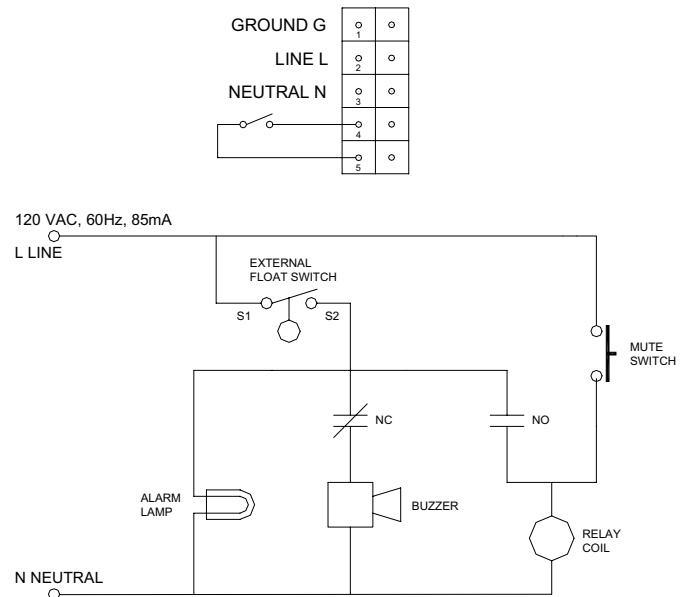 GROUND G
1
LINE L
2
NEUTRAL N
3
4
5
120 VAC, 60Hz, 85mA
L LINE
EXTERNAL
FLOAT SWITCH
S1
S2
MUTE
SWITCH
NC
NO
ALARM
LAMP
BUZZER
RELAY
COIL
N NEUTRAL